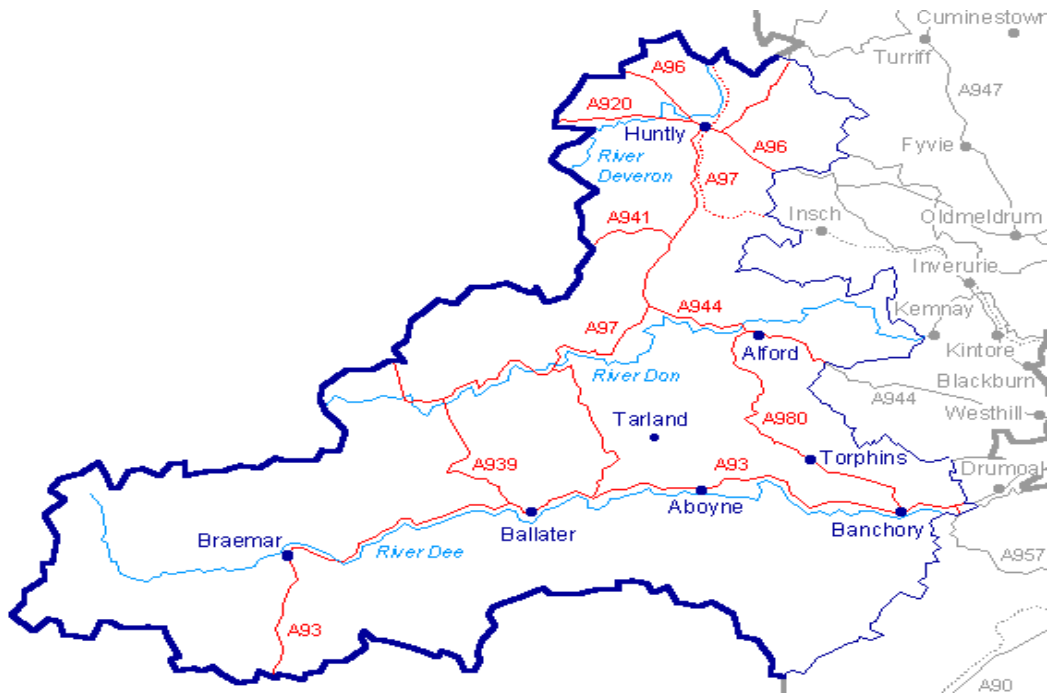 Cuminestown
Turriff
A96
A947
A920
Huntly
Fyvie
A96
River
Deveron
A97
A941
Insch
Oldmeldrum
Inverurie
Kemnay
A944
A97
Alford
Kintore
River Don
Blackburn
A944
Westhill
A980
Tarland
Torphins
A939
A93
Drumoak
Aboyne
Ballater
Banchory
Braemar
River Dee
A957
A93
A90